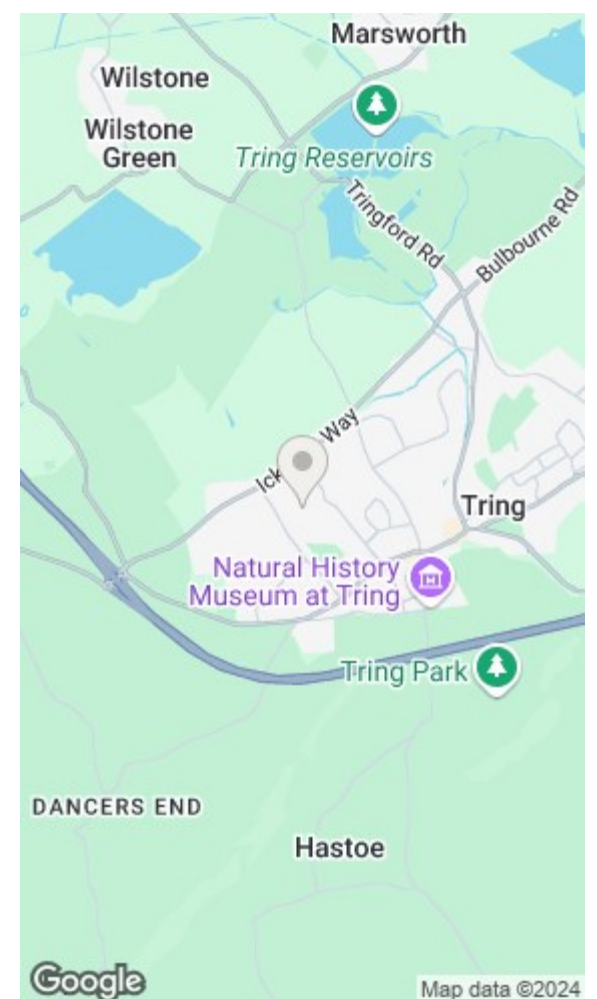 Marsworth
Wilstone
Wilstone
Green
Tring Reservoirs
Tringford Rd
Bulbourne Rd
Way
Tring
Natural History
Museum at Tring
Tring Park
DANCERS END
Hastoe
Google
Map data ©2024